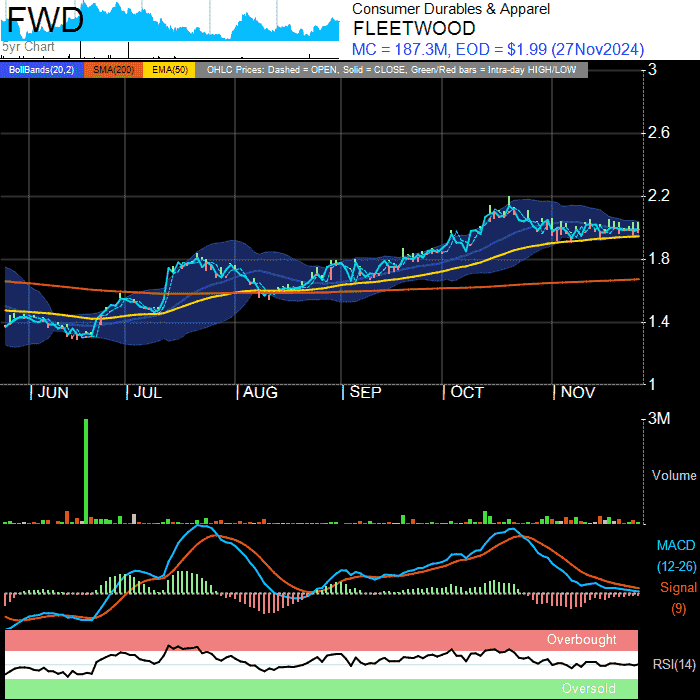 FWD
5yr Chart
Consumer Durables & Apparel
FLEETWOOD
MC = 187.3M, EOD = $1.99 (27Nov2024)
BollBands(20,2) SMA(200) EMA(50) OHLC Prices: Dashed = OPEN, Solid = CLOSE, Green/Red bars = Intra-day HIGH/LOW
3
2.6
2.2
1.8
1.4
1
JUN JUL AUG SEP OCT NOV
3M
Volume
MACD
(12-26)
Signal
(9)
Overbought
RSI(14)
Oversold